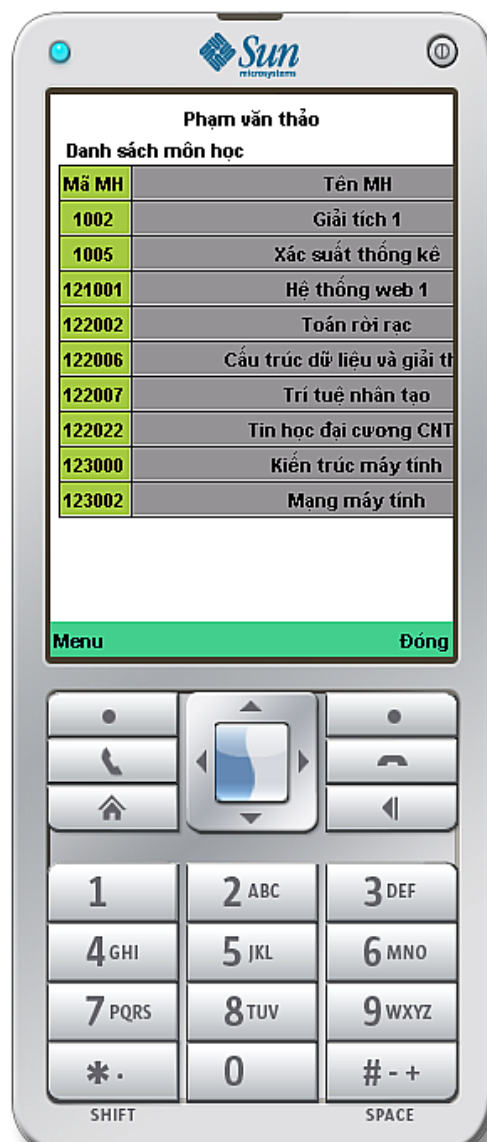 Sun
microsystems
Phạm văn thảo
Danh sách môn học
Mã MH Tên MH
1002 Giải tích 1
1005 Xác suất thống kê
121001 Hệ thống web 1
122002 Toán rời rạc
122006 Cấu trúc dữ liệu và giải th
122007 Trí tuệ nhân tạo
122022 Tin học đại cương CNT
123000 Kiến trúc máy tính
123002 Mạng máy tính
Menu Đóng
1 2 ABC 3 DEF
4 GHI 5 JKL 6 MNO
7 PQRS 8 TUV 9 WXYZ
* . 0 # - +
SHIFT SPACE